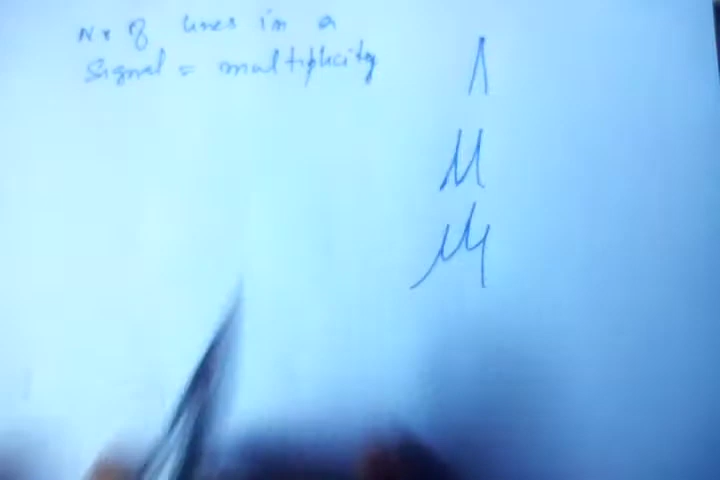 No of lines in a
Signal = multiplicity